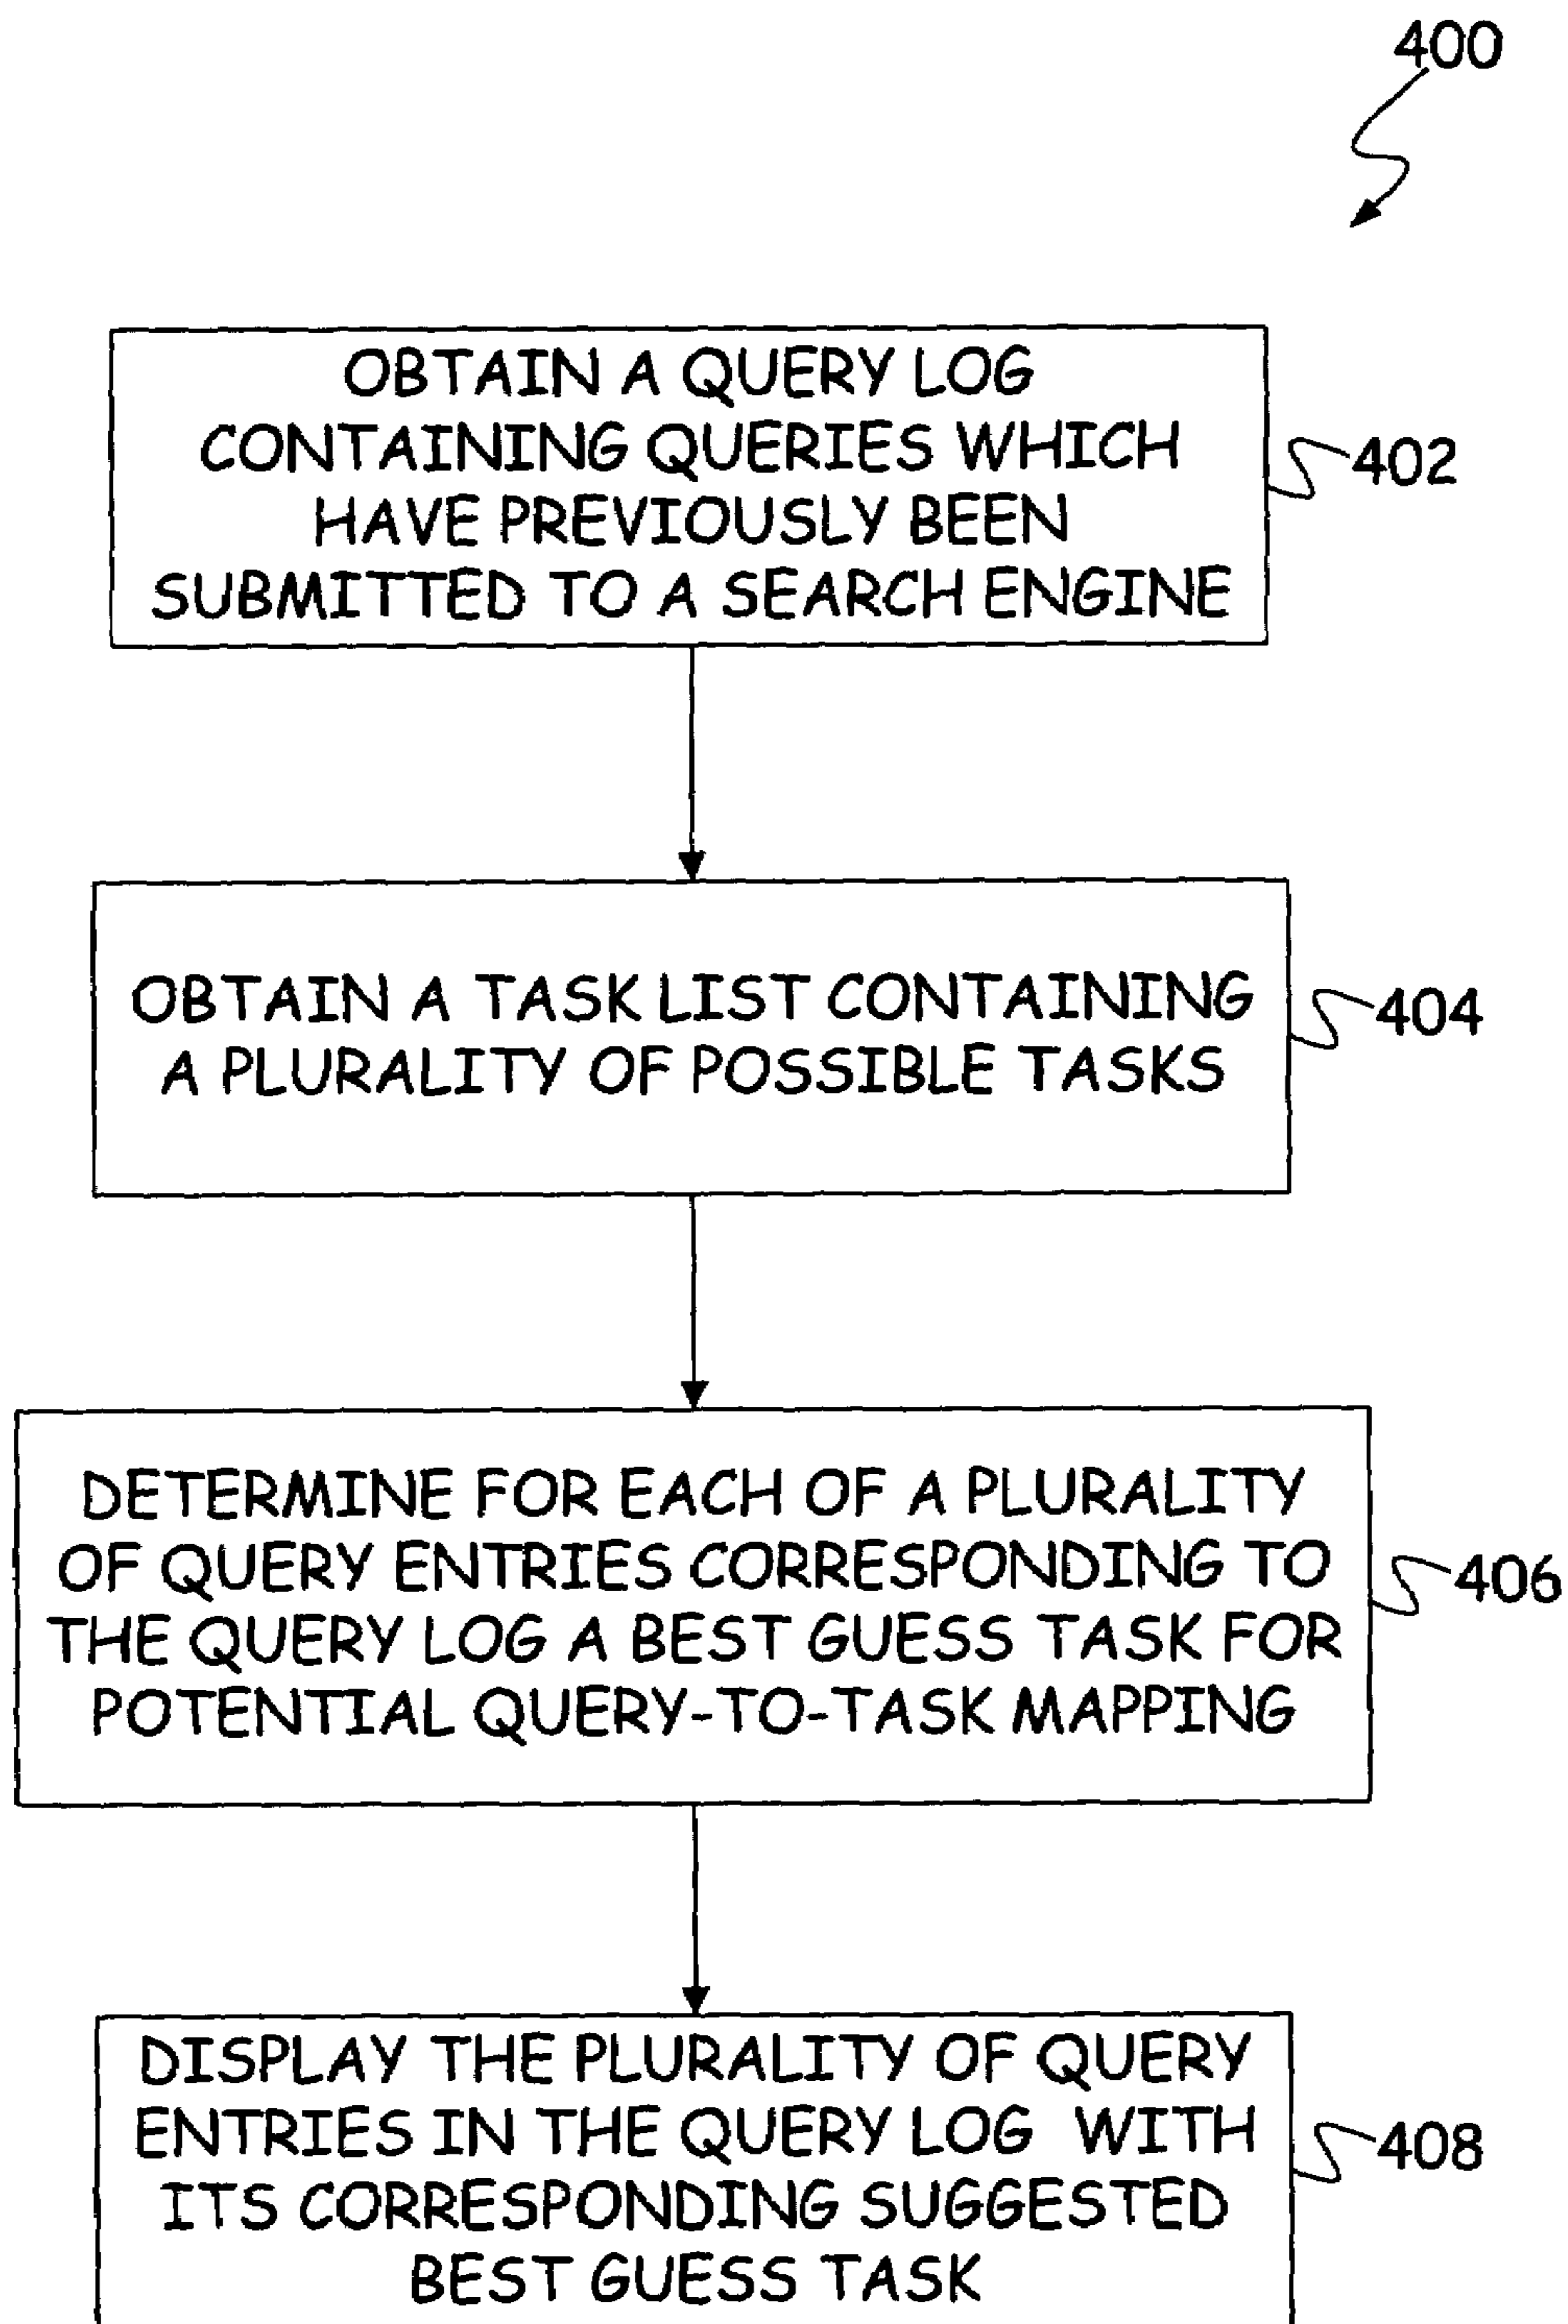 400
OBTAIN A QUERY LOG
CONTAINING QUERIES WHICH
HAVE PREVIOUSLY BEEN
SUBMITTED TO A SEARCH ENGINE
402
OBTAIN A TASK LIST CONTAINING
A PLURALITY OF POSSIBLE TASKS
404
DETERMINE FOR EACH OF A PLURALITY
OF QUERY ENTRIES CORRESPONDING TO
THE QUERY LOG A BEST GUESS TASK FOR
POTENTIAL QUERY-TO-TASK MAPPING
406
DISPLAY THE PLURALITY OF QUERY
ENTRIES IN THE QUERY LOG WITH
ITS CORRESPONDING SUGGESTED
BEST GUESS TASK
408